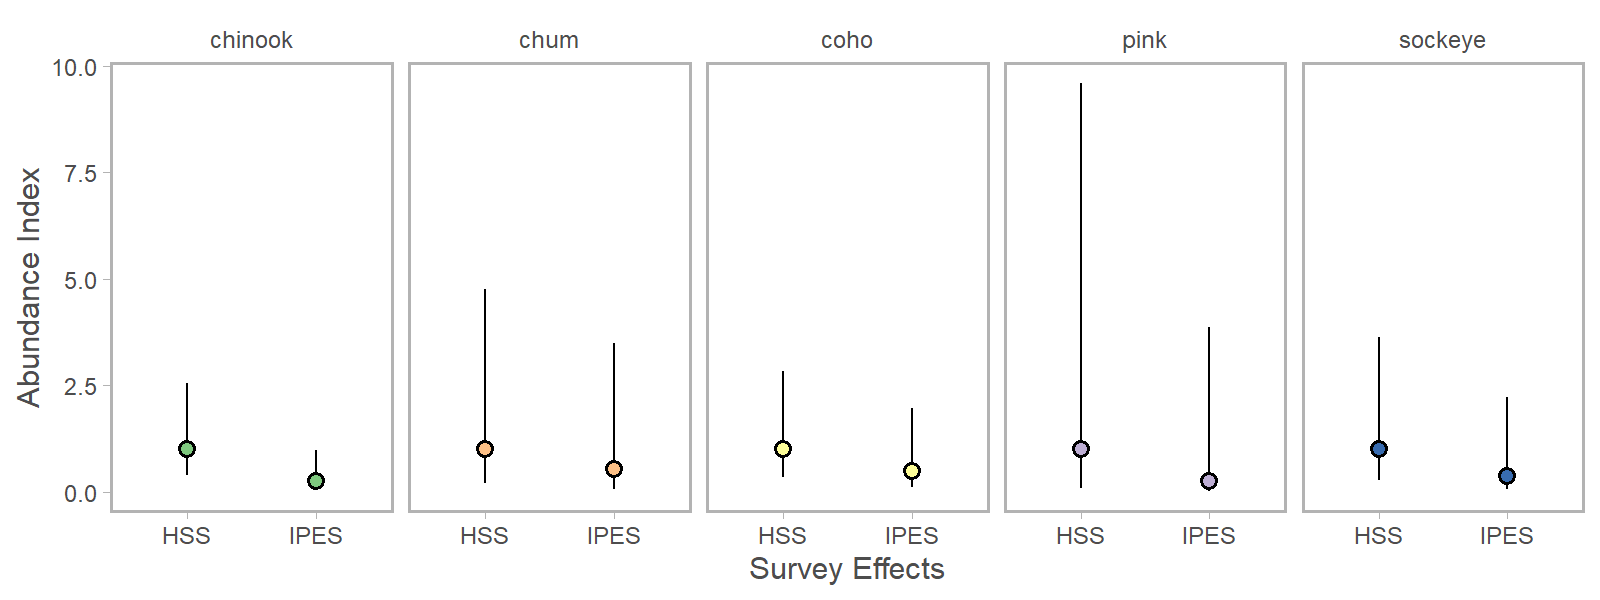 chinook chum coho pink sockeye
10.0
7.5
5.0
2.5
0.0
Abundance Index
HSS IPES HSS IPES HSS IPES HSS IPES HSS IPES
Survey Effects